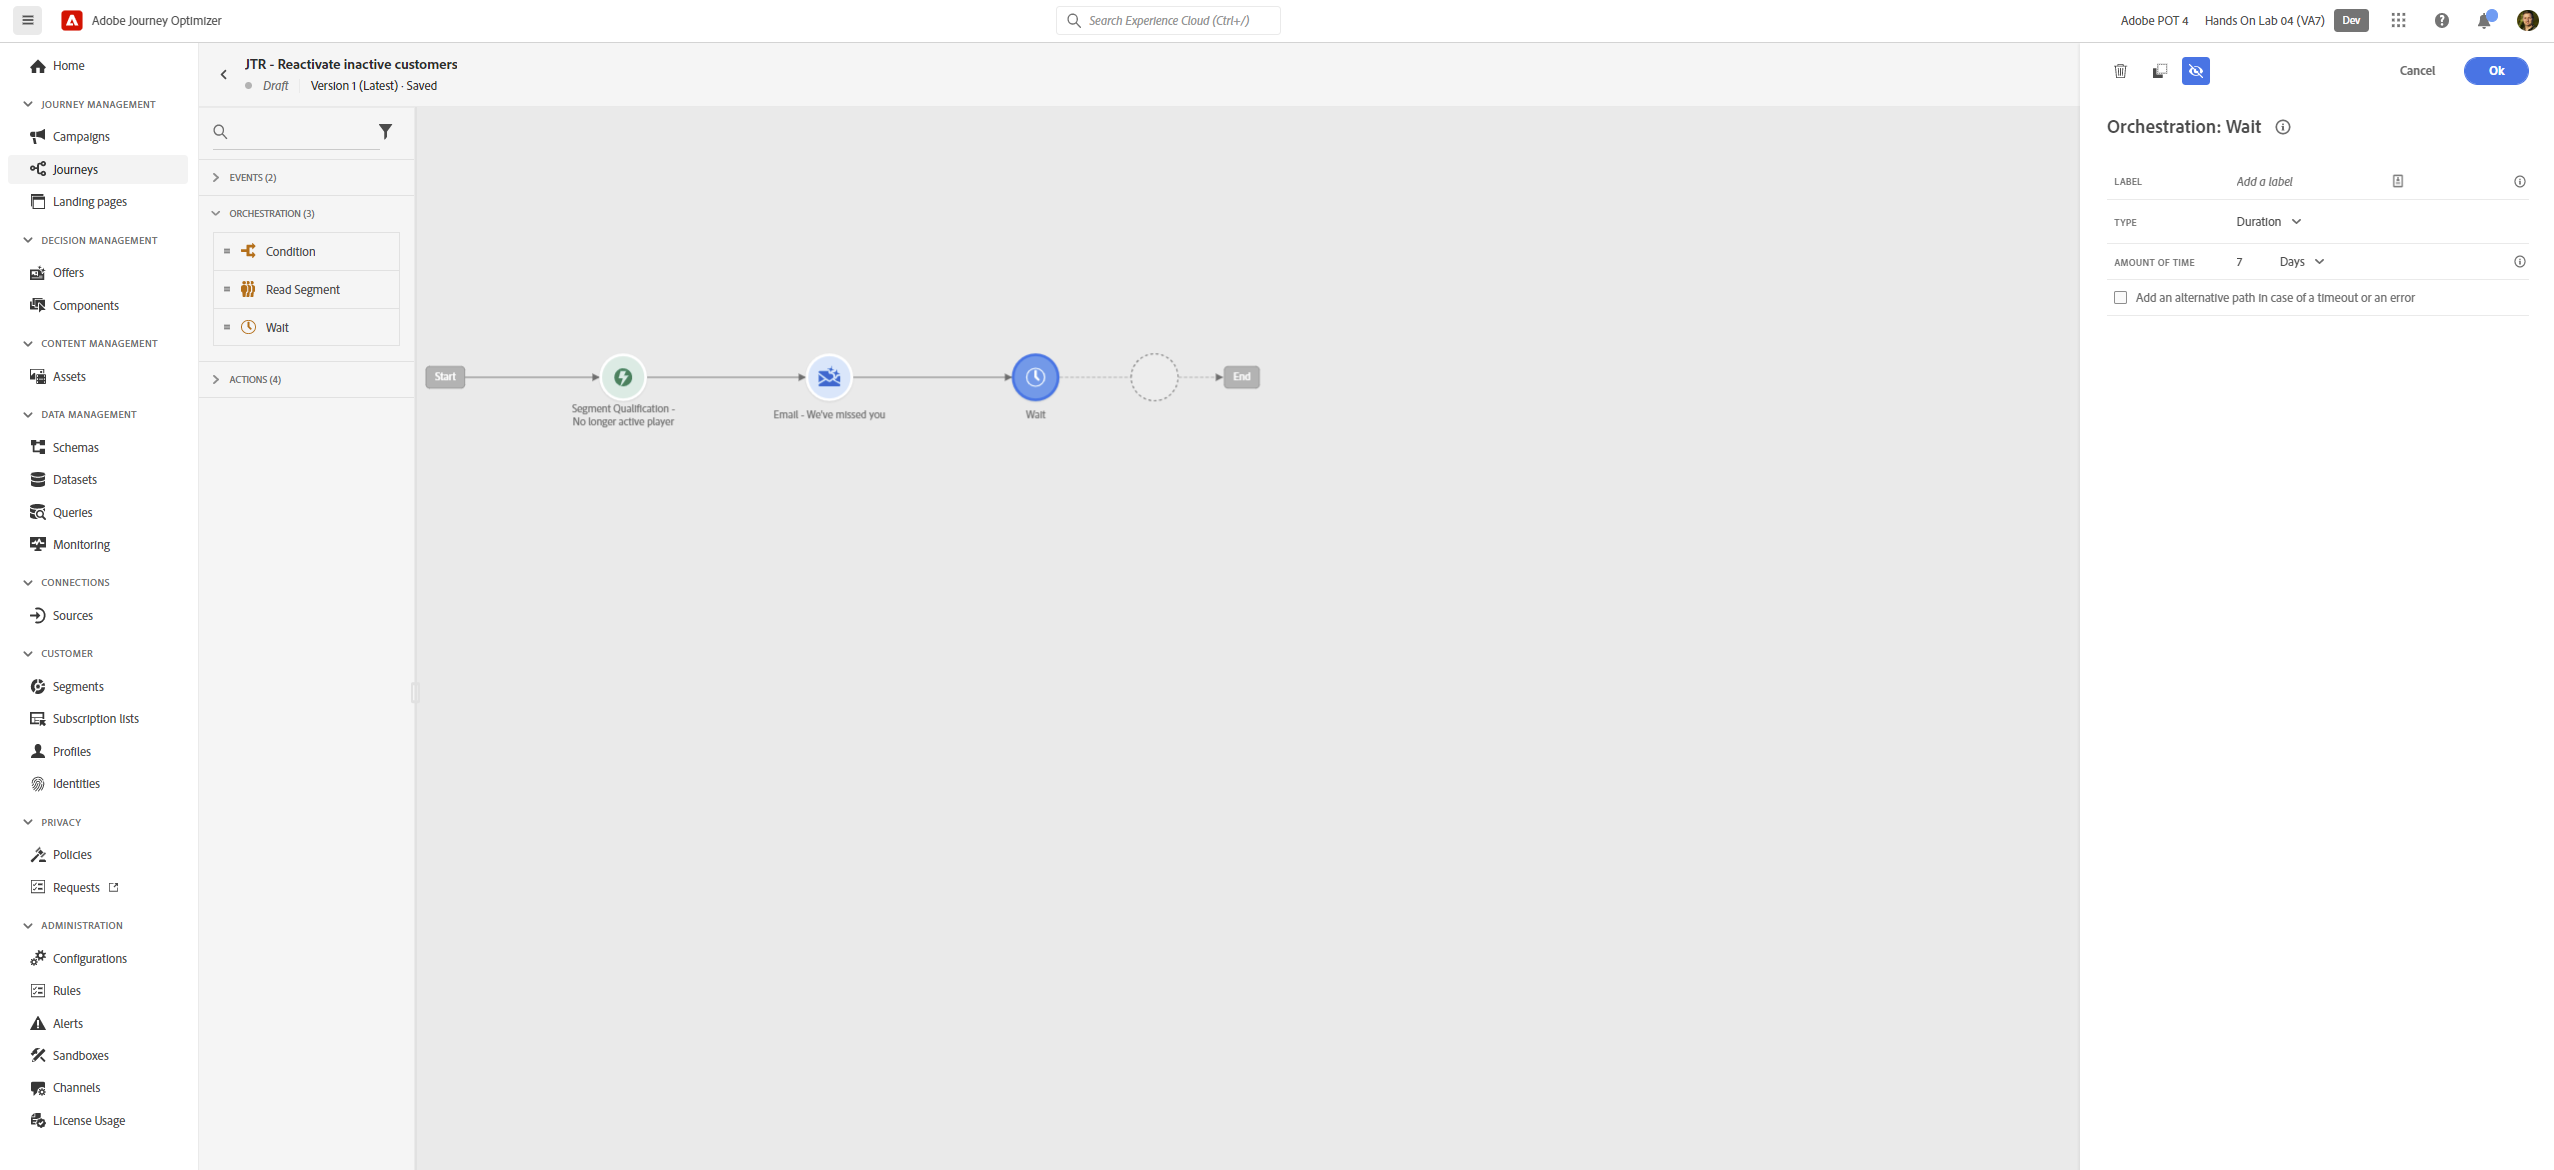 Adobe Journey Optimizer
Search Experience Cloud (Ctrl+/)
Adobe POT 4
Hands On Lab 04 (VA7)
Dev
Home
JOURNEY MANAGEMENT
Campaigns
Journeys
Landing pages
DECISION MANAGEMENT
Offers
Components
CONTENT MANAGEMENT
Assets
DATA MANAGEMENT
Schemas
Datasets
Queries
Monitoring
CONNECTIONS
Sources
CUSTOMER
Segments
Subscription lists
Profiles
Identities
PRIVACY
Policies
Requests
ADMINISTRATION
Configurations
Rules
Alerts
Sandboxes
Channels
License Usage
JTR - Reactivate inactive customers
Draft
Version 1 (Latest) · Saved
EVENTS (2)
ORCHESTRATION (3)
Condition
Read Segment
Wait
ACTIONS (4)
Start
Segment Qualification -
No longer active player
Email - We've missed you
Wait
End
Cancel
Ok
Orchestration: Wait
LABEL
Add a label
TYPE
Duration
AMOUNT OF TIME
7
Days
Add an alternative path in case of a timeout or an error